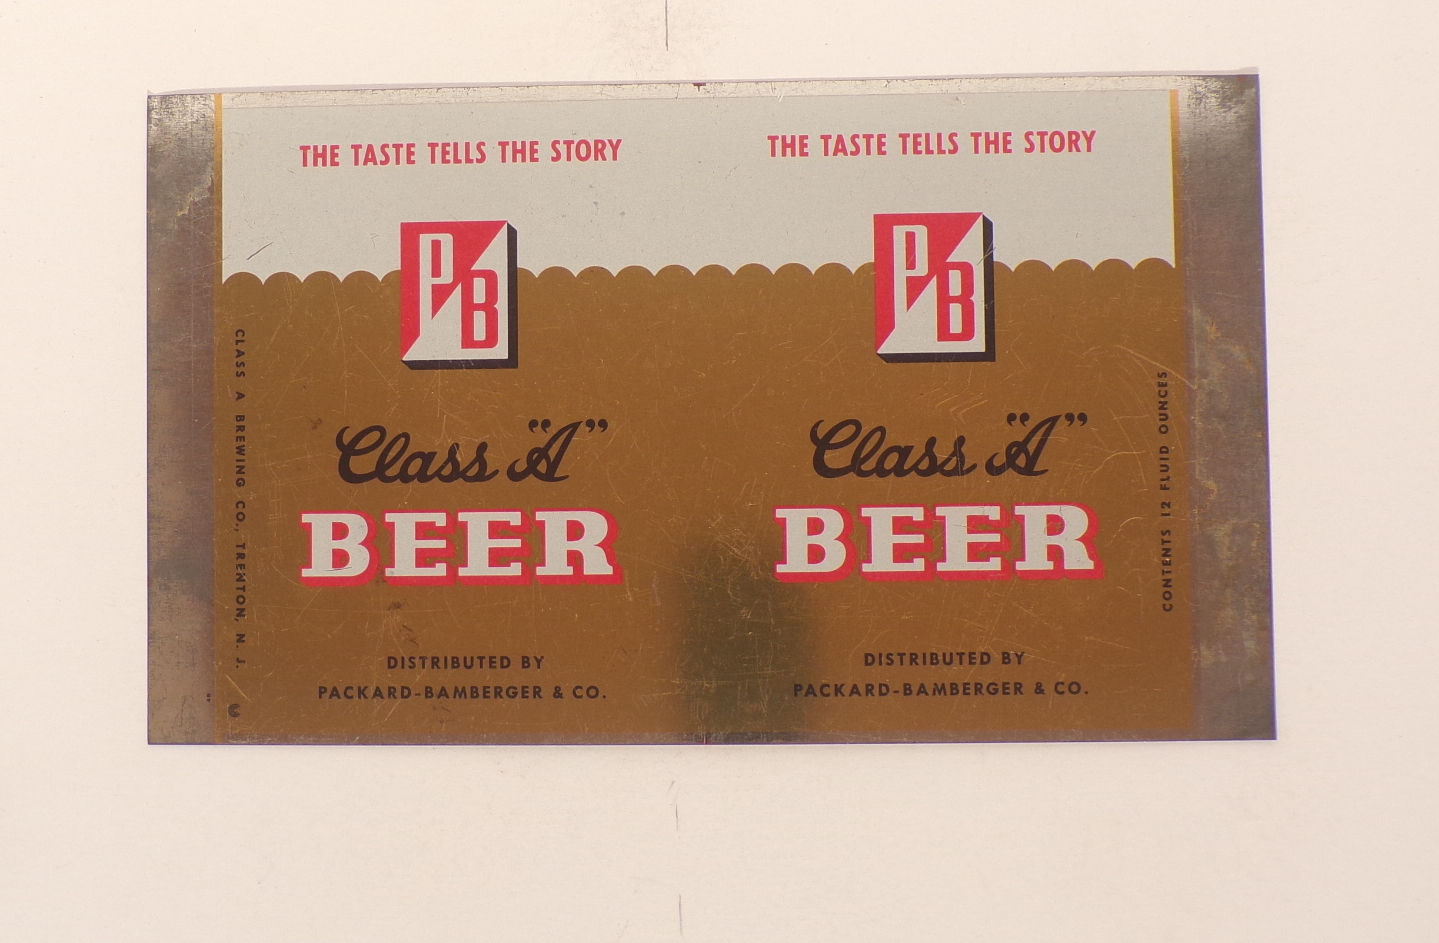 THE TASTE TELLS THE STORY
PB
Class "A"
BEER
DISTRIBUTED BY
PACKARD-BAMBERGER & CO.
THE TASTE TELLS THE STORY
PB
Class "A"
BEER
DISTRIBUTED BY
PACKARD-BAMBERGER & CO.
CLASS A BREWING CO., TRENTON, N. J.
CONTENTS 12 FLUID OUNCES